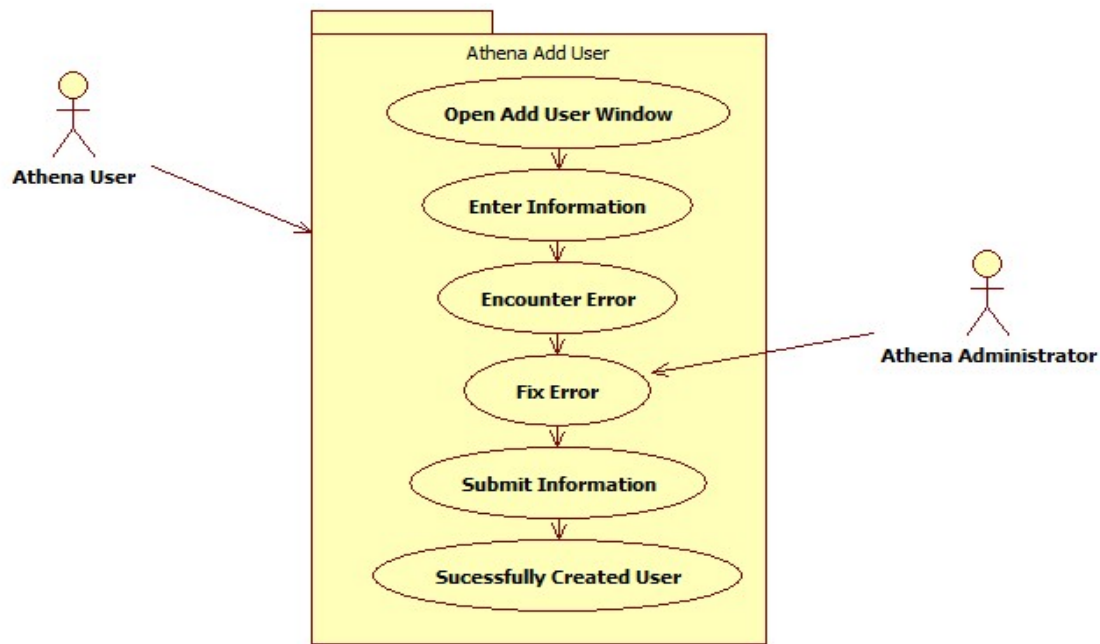 Athena Add User
Open Add User Window
Athena User
Enter Information
Encounter Error
Athena Administrator
Fix Error
Submit Information
Sucessfully Created User